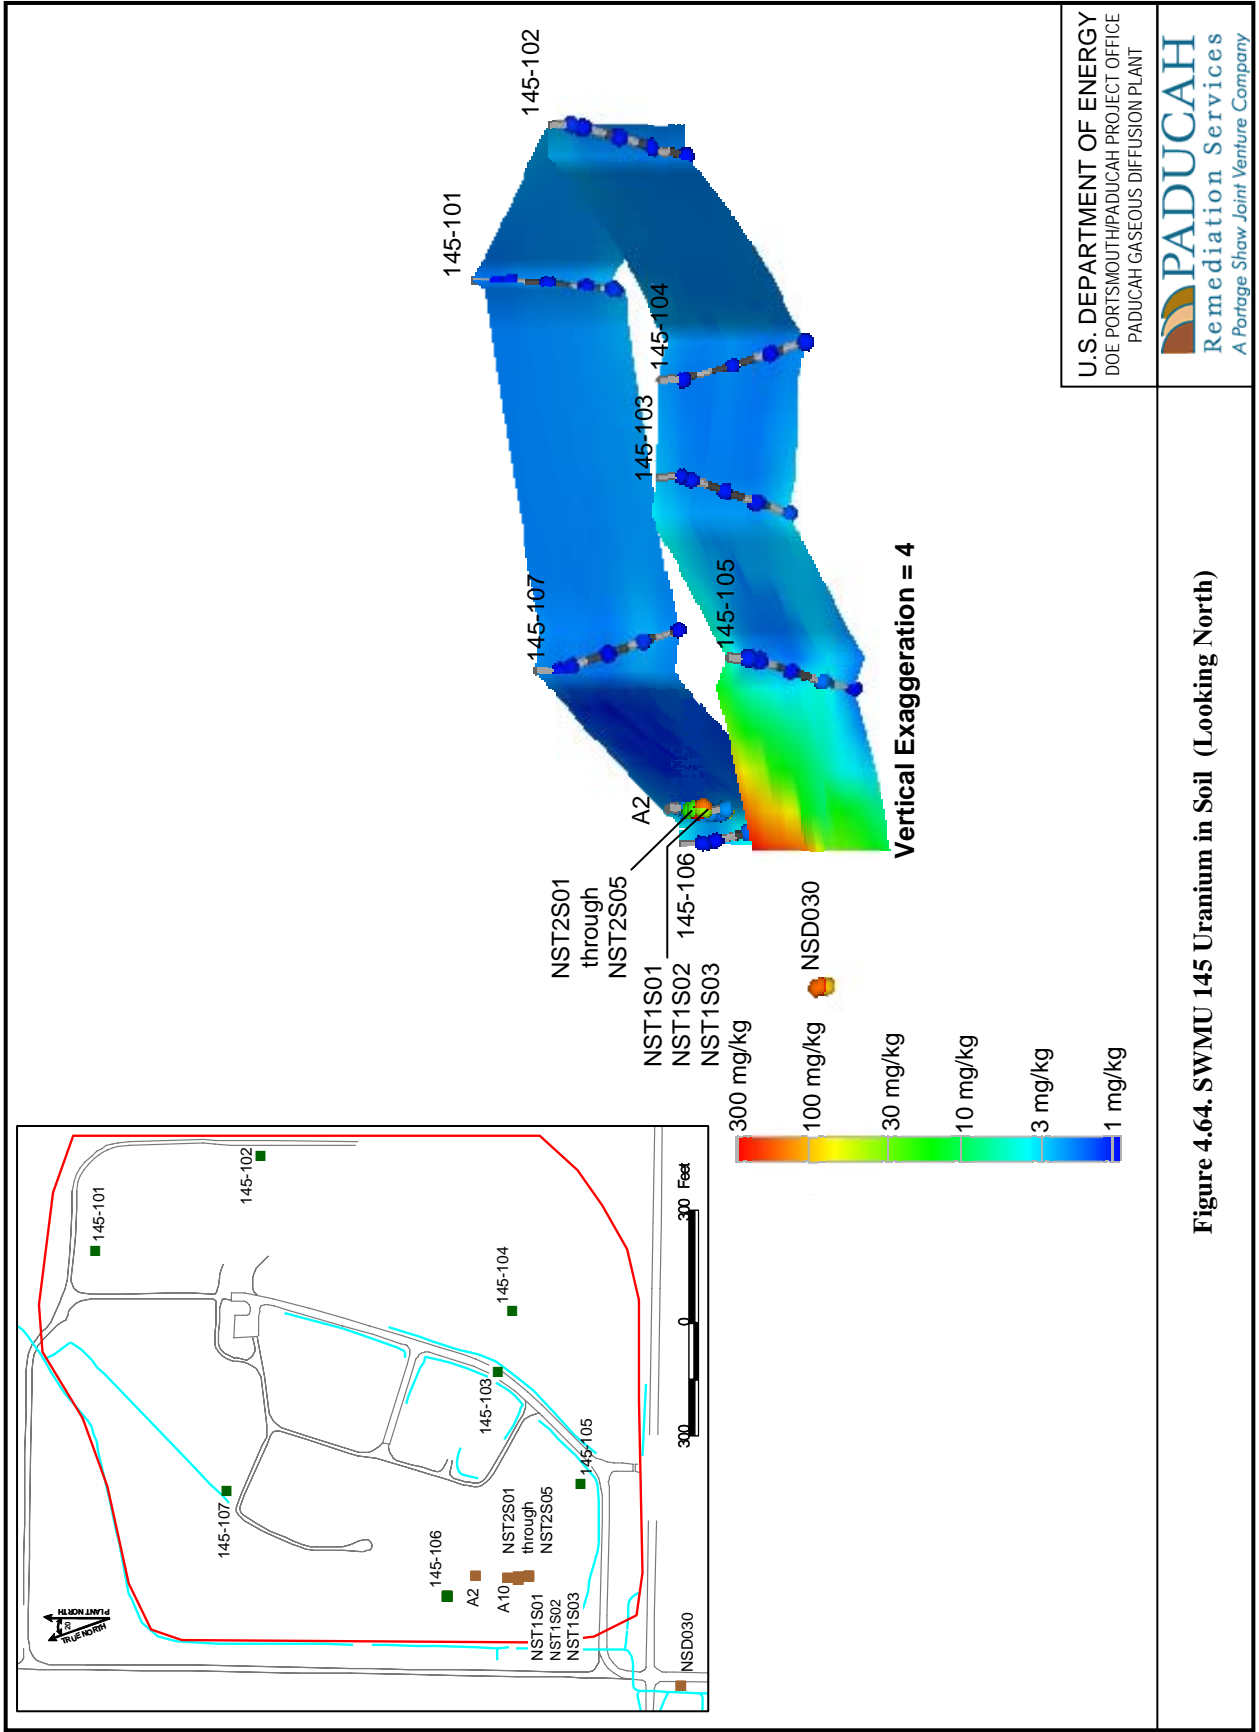 145-101
145-102
145-107
145-104
145-103
145-105
145-106
A2
A10
NST2S01
through
NST2S05
NST1S01
NST1S02
NST1S03
NSD030
PLANT NORTH
TRUE NORTH
20
300
0
300 Feet
145-102
145-101
145-104
145-103
145-107
145-105
A2
145-106
NST2S01
through
NST2S05
NST1S01
NST1S02
NST1S03
NSD030
Vertical Exaggeration = 4
300 mg/kg
100 mg/kg
30 mg/kg
10 mg/kg
3 mg/kg
1 mg/kg
Figure 4.64. SWMU 145 Uranium in Soil (Looking North)
U.S. DEPARTMENT OF ENERGY
DOE PORTSMOUTH/PADUCAH PROJECT OFFICE
PADUCAH GASEOUS DIFFUSION PLANT
PADUCAH
Remediation Services
A Portage Shaw Joint Venture Company